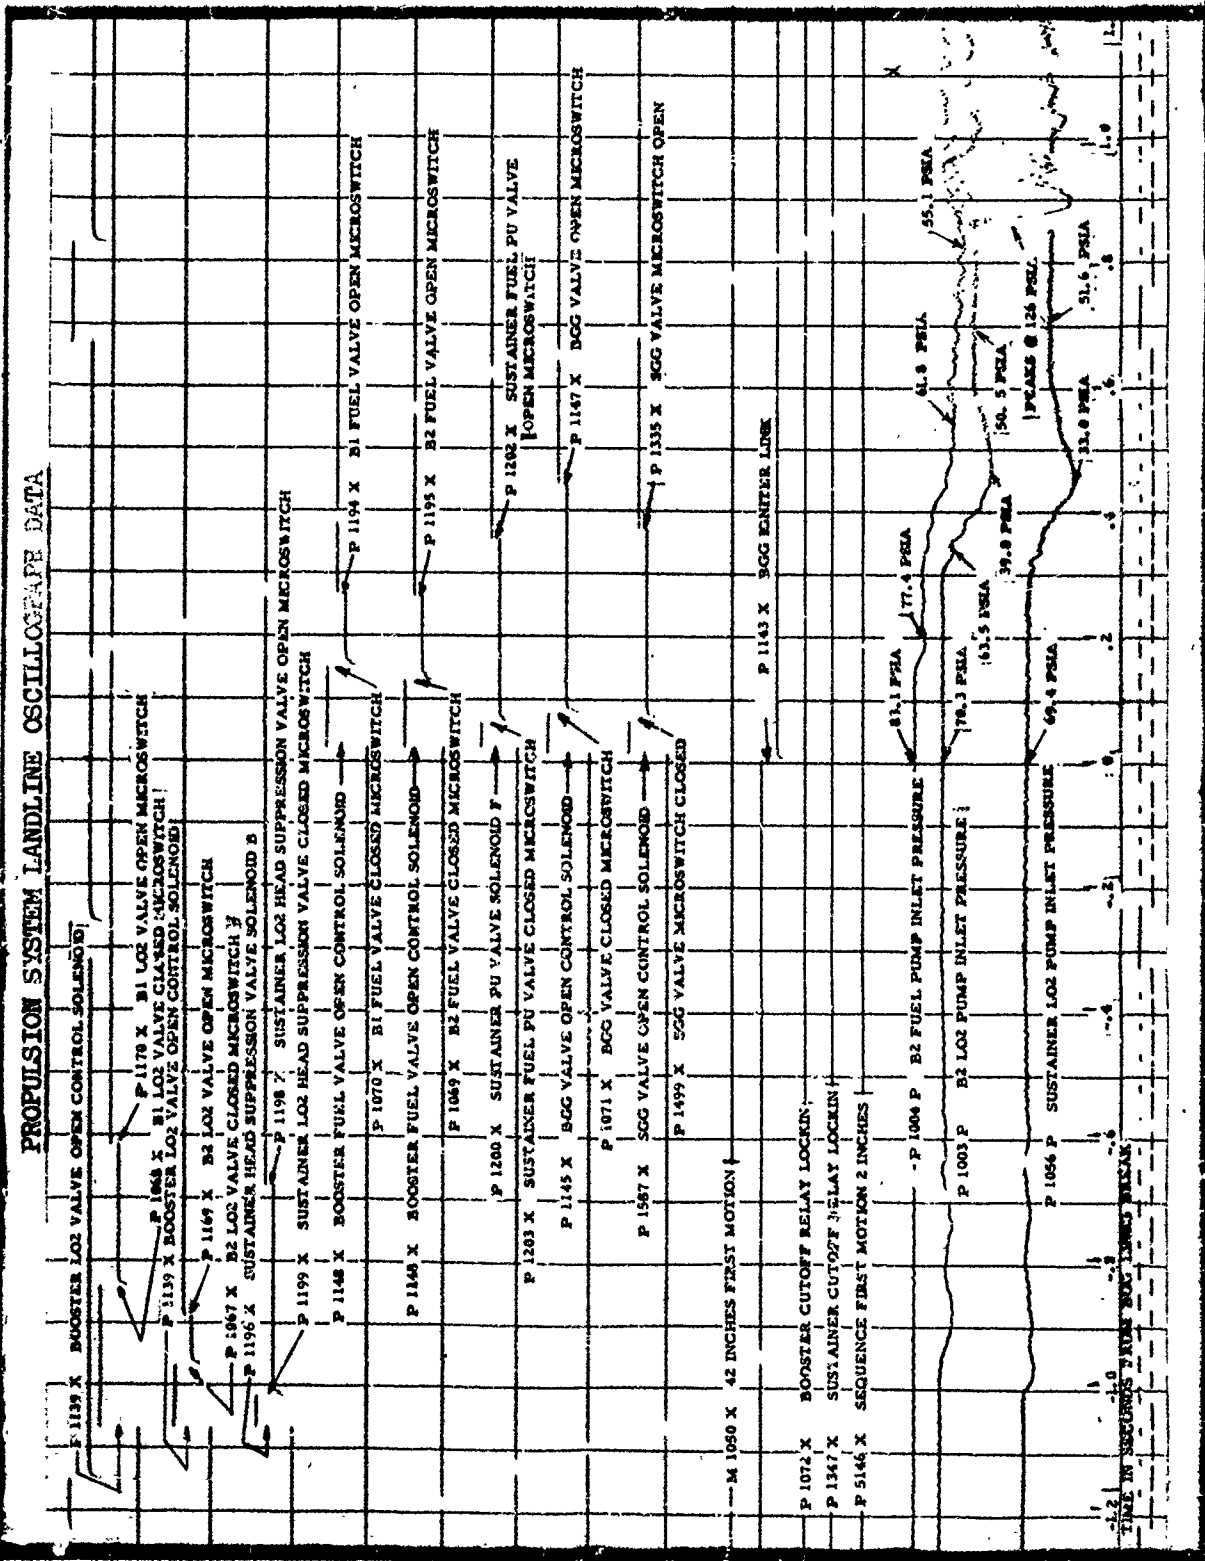 PROPULSION SYSTEM LANDLINE OSCILLOGRAPH DATA
P 1139 X BOOSTER LO2 VALVE OPEN CONTROL SOLENOID
P 1170 X B1 LO2 VALVE OPEN MICROSWITCH
P 1068 X B1 LO2 VALVE CLOSED MICROSWITCH
P 1139 X BOOSTER LO2 VALVE OPEN CONTROL SOLENOID
P 1169 X B2 LO2 VALVE OPEN MICROSWITCH
P 1067 X B2 LO2 VALVE CLOSED MICROSWITCH
P 1196 X SUSTAINER HEAD SUPPRESSION VALVE SOLENOID B
P 1198 SUSTAINER LO2 HEAD SUPPRESSION VALVE OPEN MICROSWITCH
P 1199 X SUSTAINER LO2 HEAD SUPPRESSION VALVE CLOSED MICROSWITCH
P 1148 X BOOSTER FUEL VALVE OPEN CONTROL SOLENOID
P 1194 X B1 FUEL VALVE OPEN MICROSWITCH
P 1070 X B1 FUEL VALVE CLOSED MICROSWITCH
P 1148 X BOOSTER FUEL VALVE OPEN CONTROL SOLENOID
P 1195 X B2 FUEL VALVE OPEN MICROSWITCH
P 1069 X B2 FUEL VALVE CLOSED MICROSWITCH
P 1200 X SUSTAINER PU VALVE SOLENOID F
P 1202 X SUSTAINER FUEL PU VALVE
OPEN MICROSWITCH
P 1203 X SUSTAINER FUEL PU VALVE CLOSED MICROSWITCH
P 1145 X BGG VALVE OPEN CONTROL SOLENOID
P 1147 X BGG VALVE OPEN MICROSWITCH
P 1071 X BGG VALVE CLOSED MICROSWITCH
P 1587 X SGG VALVE OPEN CONTROL SOLENOID
P 1335 X SGG VALVE MICROSWITCH OPEN
P 1499 X SGG VALVE MICROSWITCH CLOSED
M 1050 X 42 INCHES FIRST MOTION
P 1143 X BGG IGNITER LINK
P 1072 X BOOSTER CUTOFF RELAY LOCKIN
P 1347 X SUSTAINER CUTOFF RELAY LOCKIN
P 5146 X SEQUENCE FIRST MOTION 2 INCHES
P 1004 P B2 FUEL PUMP INLET PRESSURE
83.1 PSIA 77.4 PSIA 61.8 PSIA 55.1 PSIA
P 1003 P B2 LO2 PUMP INLET PRESSURE
70.3 PSIA 63.5 PSIA 39.8 PSIA 50.5 PSIA
PEAKS @ 126 PSIA
P 1056 P SUSTAINER LO2 PUMP INLET PRESSURE
69.4 PSIA 33.0 PSIA 51.6 PSIA
-1.2 -1.0 -.8 -.6 -.4 -.2 0 .2 .4 .6 .8 1.0
TIME IN SECONDS FROM BREAK